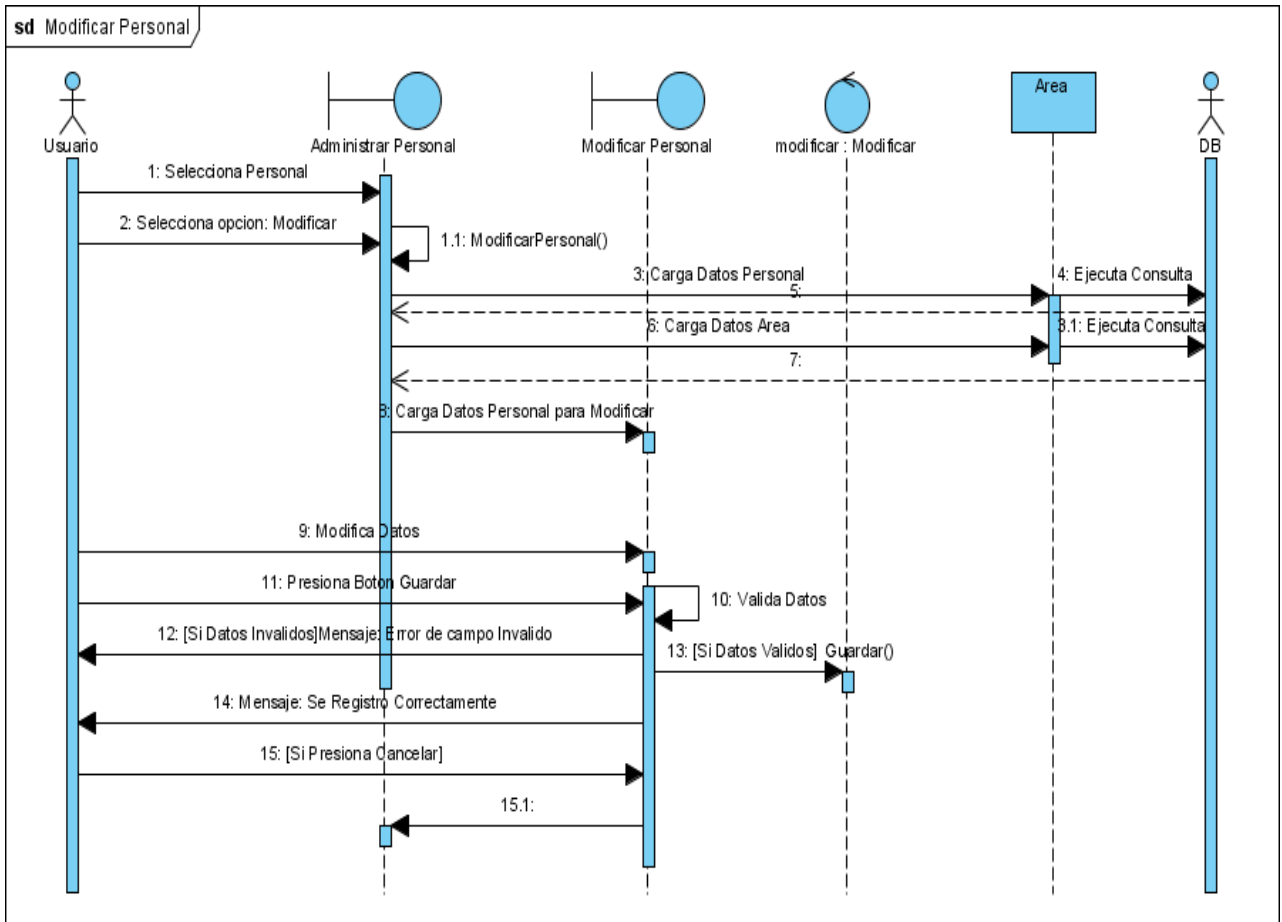 sd Modificar Personal
Usuario
Administrar Personal
Modificar Personal
modificar : Modificar
Area
DB
1: Selecciona Personal
2: Selecciona opcion: Modificar
1.1: ModificarPersonal()
3: Carga Datos Personal
4: Ejecuta Consulta
5:
6: Carga Datos Area
3.1: Ejecuta Consulta
7:
8: Carga Datos Personal para Modificar
9: Modifica Datos
11: Presiona Boton Guardar
10: Valida Datos
12: [Si Datos Invalidos]Mensaje: Error de campo Invalido
13: [Si Datos Validos] Guardar()
14: Mensaje: Se Registro Correctamente
15: [Si Presiona Cancelar]
15.1: